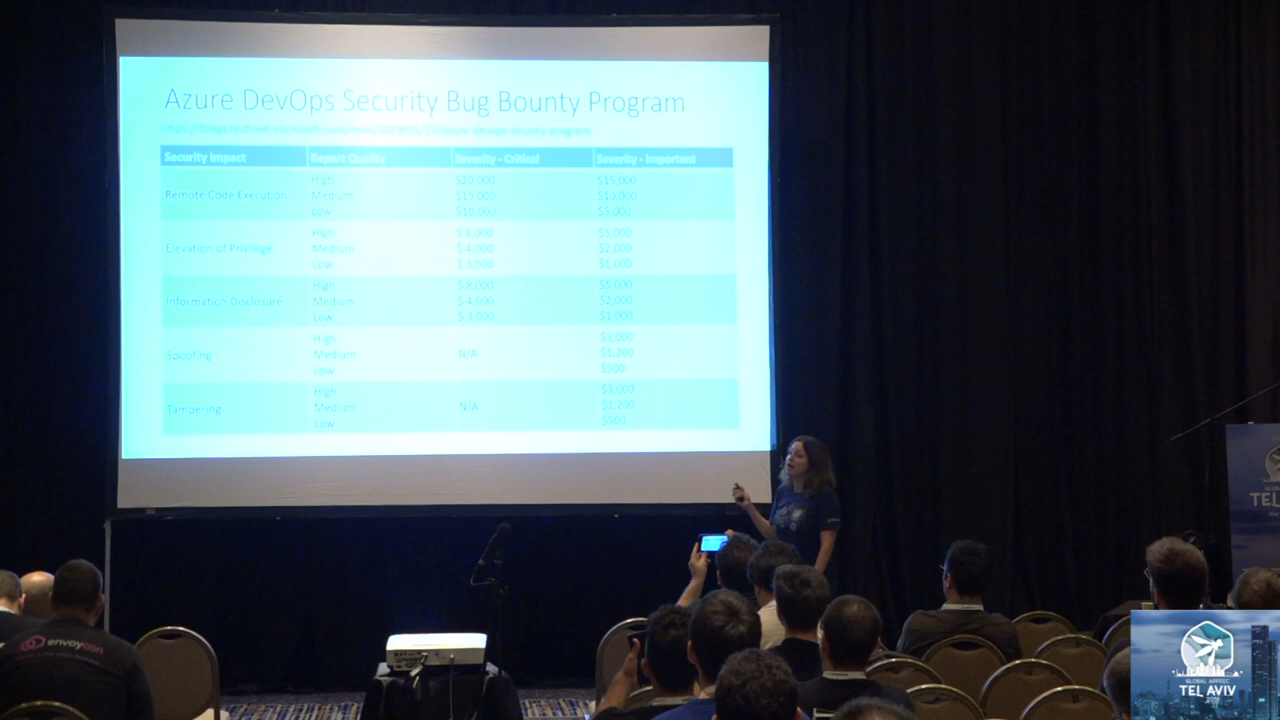 Azure DevOps Security Bug Bounty Program
Security Impact Report Quality Severity - Critical Severity - Important
Remote Code Execution
High $20,000 $15,000
Medium $15,000 $10,000
Low $10,000 $5,000
Elevation of Privilege
High $ 8,000 $5,000
Medium $ 4,000 $2,000
Low $ 3,000 $1,000
Information Disclosure
High $ 8,000 $5,000
Medium $ 4,000 $2,000
Low $ 3,000 $1,000
Spoofing
High $3,000
Medium N/A $1,200
Low $500
Tampering
High $3,000
Medium N/A $1,200
Low $500
envoycon
GLOBAL APPSEC
TEL AVIV
2019